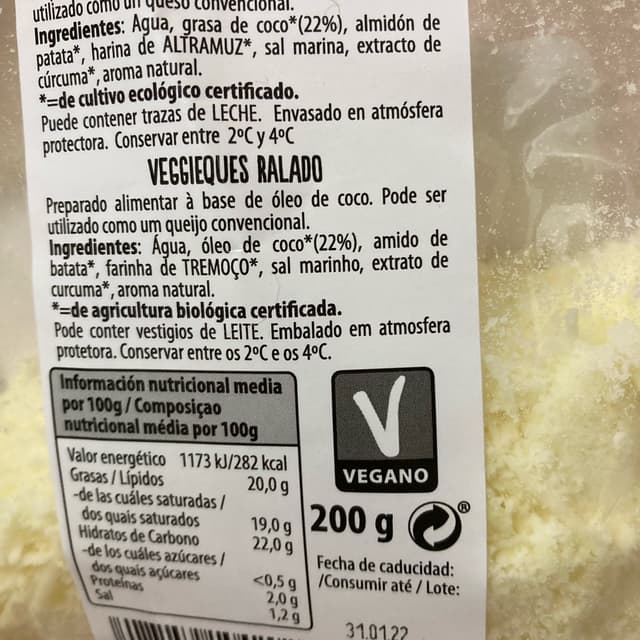 utilizado como un queso convencional.
Ingredientes: Agua, grasa de coco*(22%), almidón de
patata*, harina de ALTRAMUZ*, sal marina, extracto de
cúrcuma*, aroma natural.
*=de cultivo ecológico certificado.
Puede contener trazas de LECHE. Envasado en atmósfera
protectora. Conservar entre 2ºC y 4ºC
VEGGIEQUES RALADO
Preparado alimentar à base de óleo de coco. Pode ser
utilizado como um queijo convencional.
Ingredientes: Água, óleo de coco*(22%), amido de
batata*, farinha de TREMOÇO*, sal marinho, extrato de
curcuma*, aroma natural.
*=de agricultura biológica certificada.
Pode conter vestigios de LEITE. Embalado em atmosfera
protetora. Conservar entre os 2ºC e os 4ºC.
Información nutricional media
por 100g / Composiçao
nutricional média por 100g
Valor energético 1173 kJ/282 kcal
Grasas / Lípidos 20,0 g
-de las cuáles saturadas /
dos quais saturados 19,0 g
Hidratos de Carbono 22,0 g
-de los cuáles azúcares /
dos quais açúcares <0,5 g
Proteínas 2,0 g
Sal 1,2 g
V
VEGANO
200 g ®
Fecha de caducidad:
/Consumir até / Lote:
31.01.22